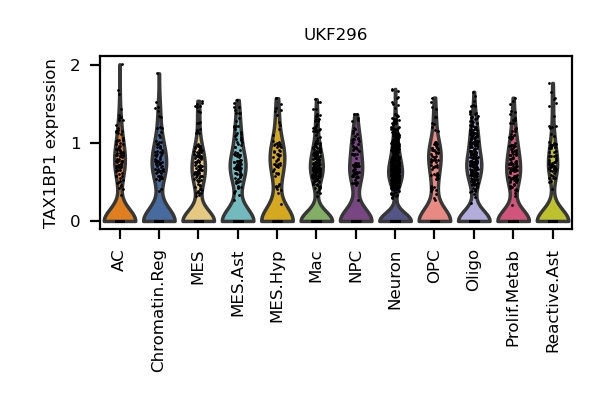 UKF296
TAX1BP1 expression
2
1
0
AC
Chromatin.Reg
MES
MES.Ast
MES.Hyp
Mac
NPC
Neuron
OPC
Oligo
Prolif.Metab
Reactive.Ast